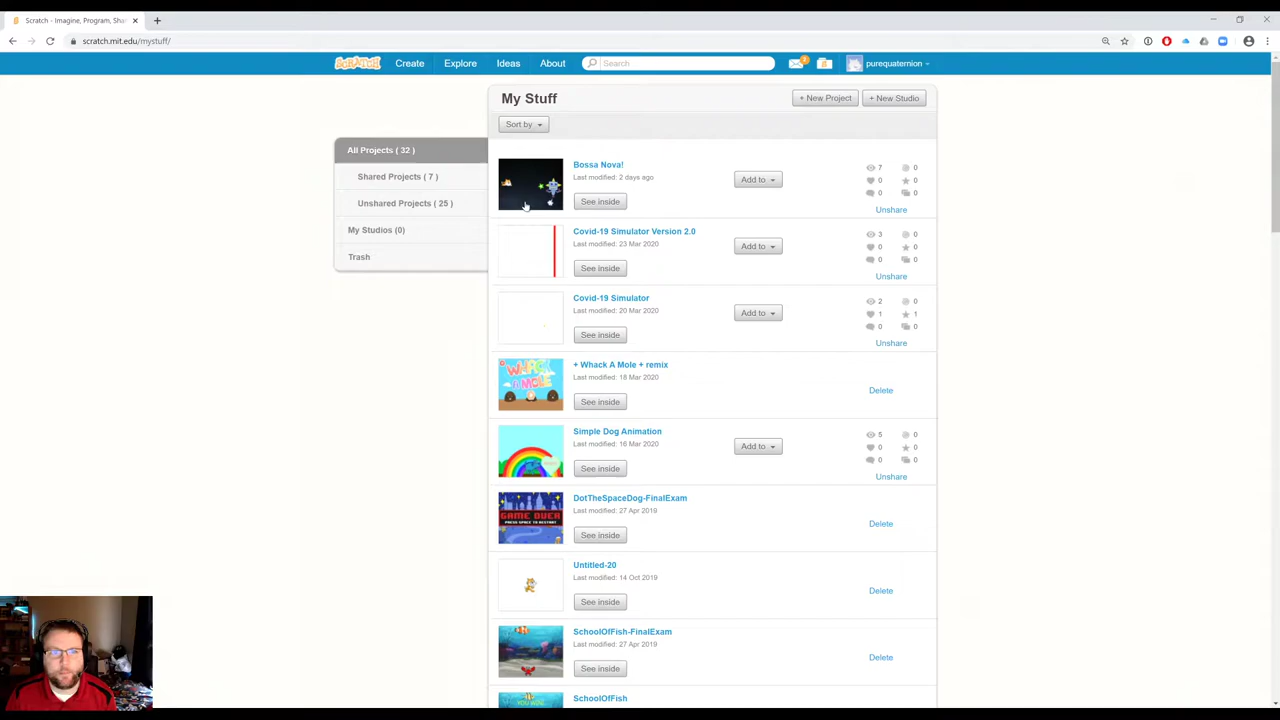 Scratch - Imagine, Program, Sha
scratch.mit.edu/mystuff/
SCRATCH
Create
Explore
Ideas
About
Search
purequaternion
My Stuff
+ New Project
+ New Studio
Sort by
All Projects ( 32 )
Shared Projects ( 7 )
Unshared Projects ( 25 )
My Studios (0)
Trash
Bossa Nova!
Last modified: 2 days ago
See inside
Add to
7 0
0 0
0 0
Unshare
Covid-19 Simulator Version 2.0
Last modified: 23 Mar 2020
See inside
Add to
3 0
0 0
0 0
Unshare
Covid-19 Simulator
Last modified: 20 Mar 2020
See inside
Add to
2 0
1 1
0 0
Unshare
WHACK
A MOLE
+ Whack A Mole + remix
Last modified: 18 Mar 2020
See inside
Delete
Simple Dog Animation
Last modified: 16 Mar 2020
See inside
Add to
5 0
0 0
0 0
Unshare
GAME OVER
PRESS SPACE TO RESTART
DotTheSpaceDog-FinalExam
Last modified: 27 Apr 2019
See inside
Delete
Untitled-20
Last modified: 14 Oct 2019
See inside
Delete
SchoolOfFish-FinalExam
Last modified: 27 Apr 2019
See inside
Delete
SchoolOfFish